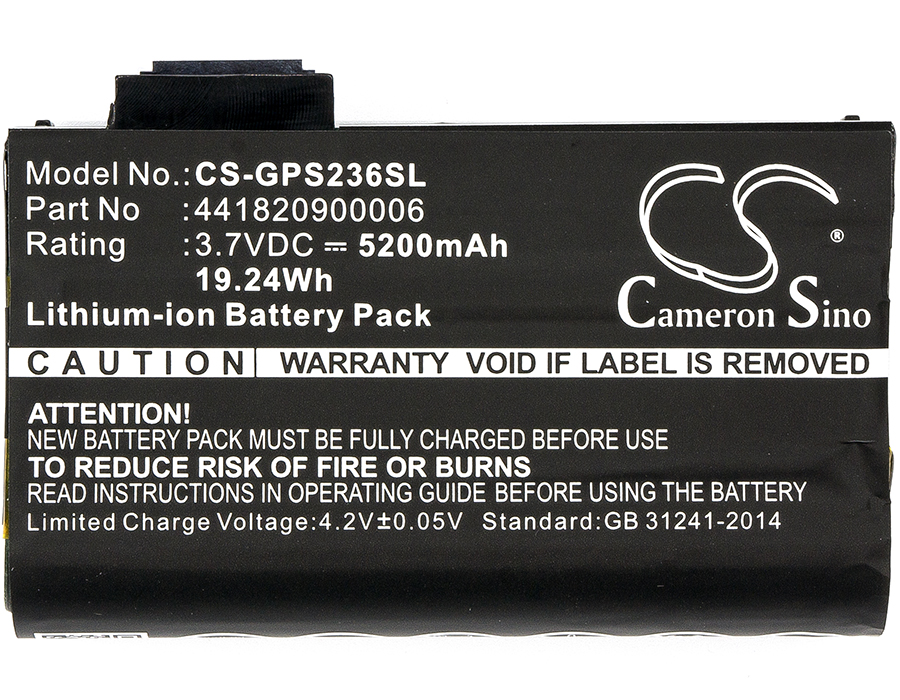 Model No.:CS-GPS236SL
Part No :441820900006
Rating :3.7VDC ⎓ 5200mAh
19.24Wh
Lithium-ion Battery Pack
CS ®
Cameron Sino
CAUTION WARRANTY VOID IF LABEL IS REMOVED
ATTENTION!
NEW BATTERY PACK MUST BE FULLY CHARGED BEFORE USE
TO REDUCE RISK OF FIRE OR BURNS
READ INSTRUCTIONS IN OPERATING GUIDE BEFORE USING THE BATTERY
Limited Charge Voltage:4.2V±0.05V Standard:GB 31241-2014